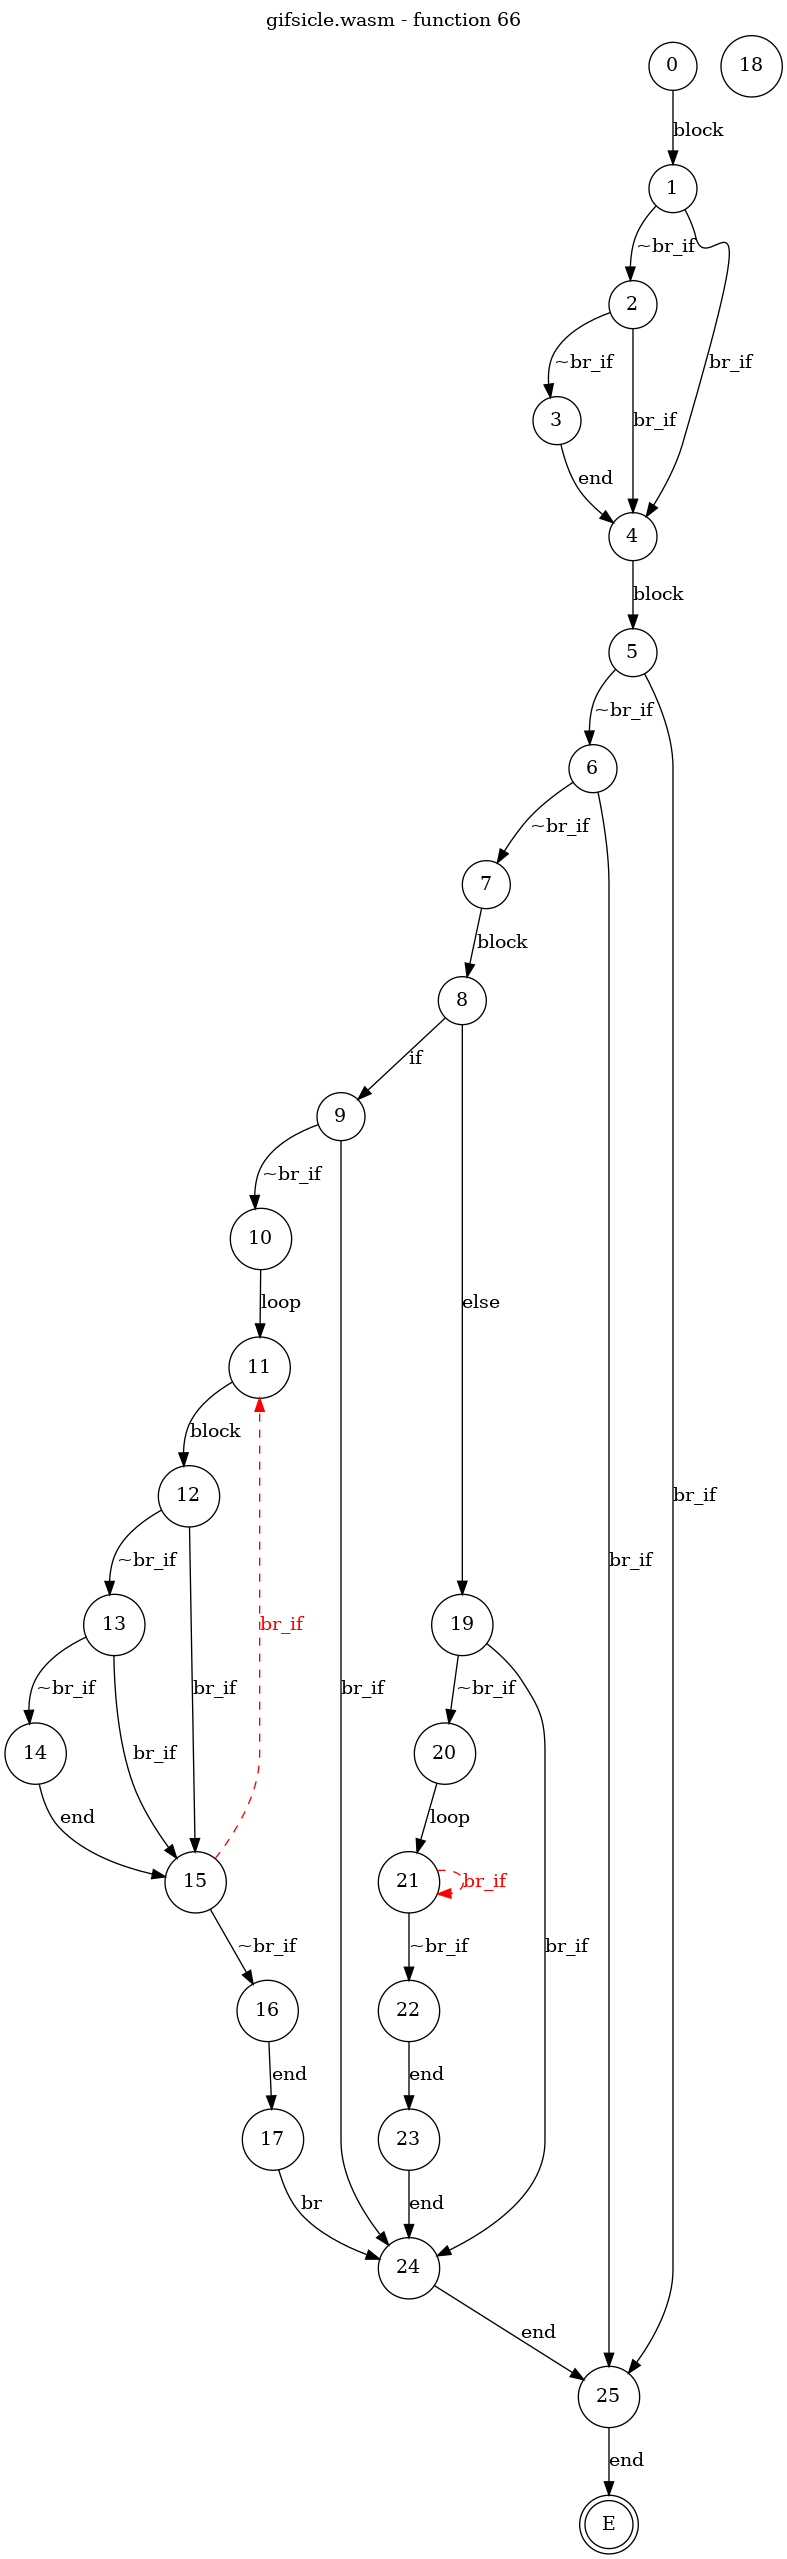 gifsicle.wasm - function 66
0 18
block
1
~br_if
2
~br_if br_if
3
br_if
end
4
block
5
~br_if
6
~br_if
7
block
8
if
9
~br_if
10
loop else
11
block
12 br_if
~br_if br_if
13 br_if 19
~br_if br_if br_if ~br_if
14 br_if 20
end loop
15 21 br_if
~br_if ~br_if br_if
16 22
end end
17 23
br end
24
end
25
end
E